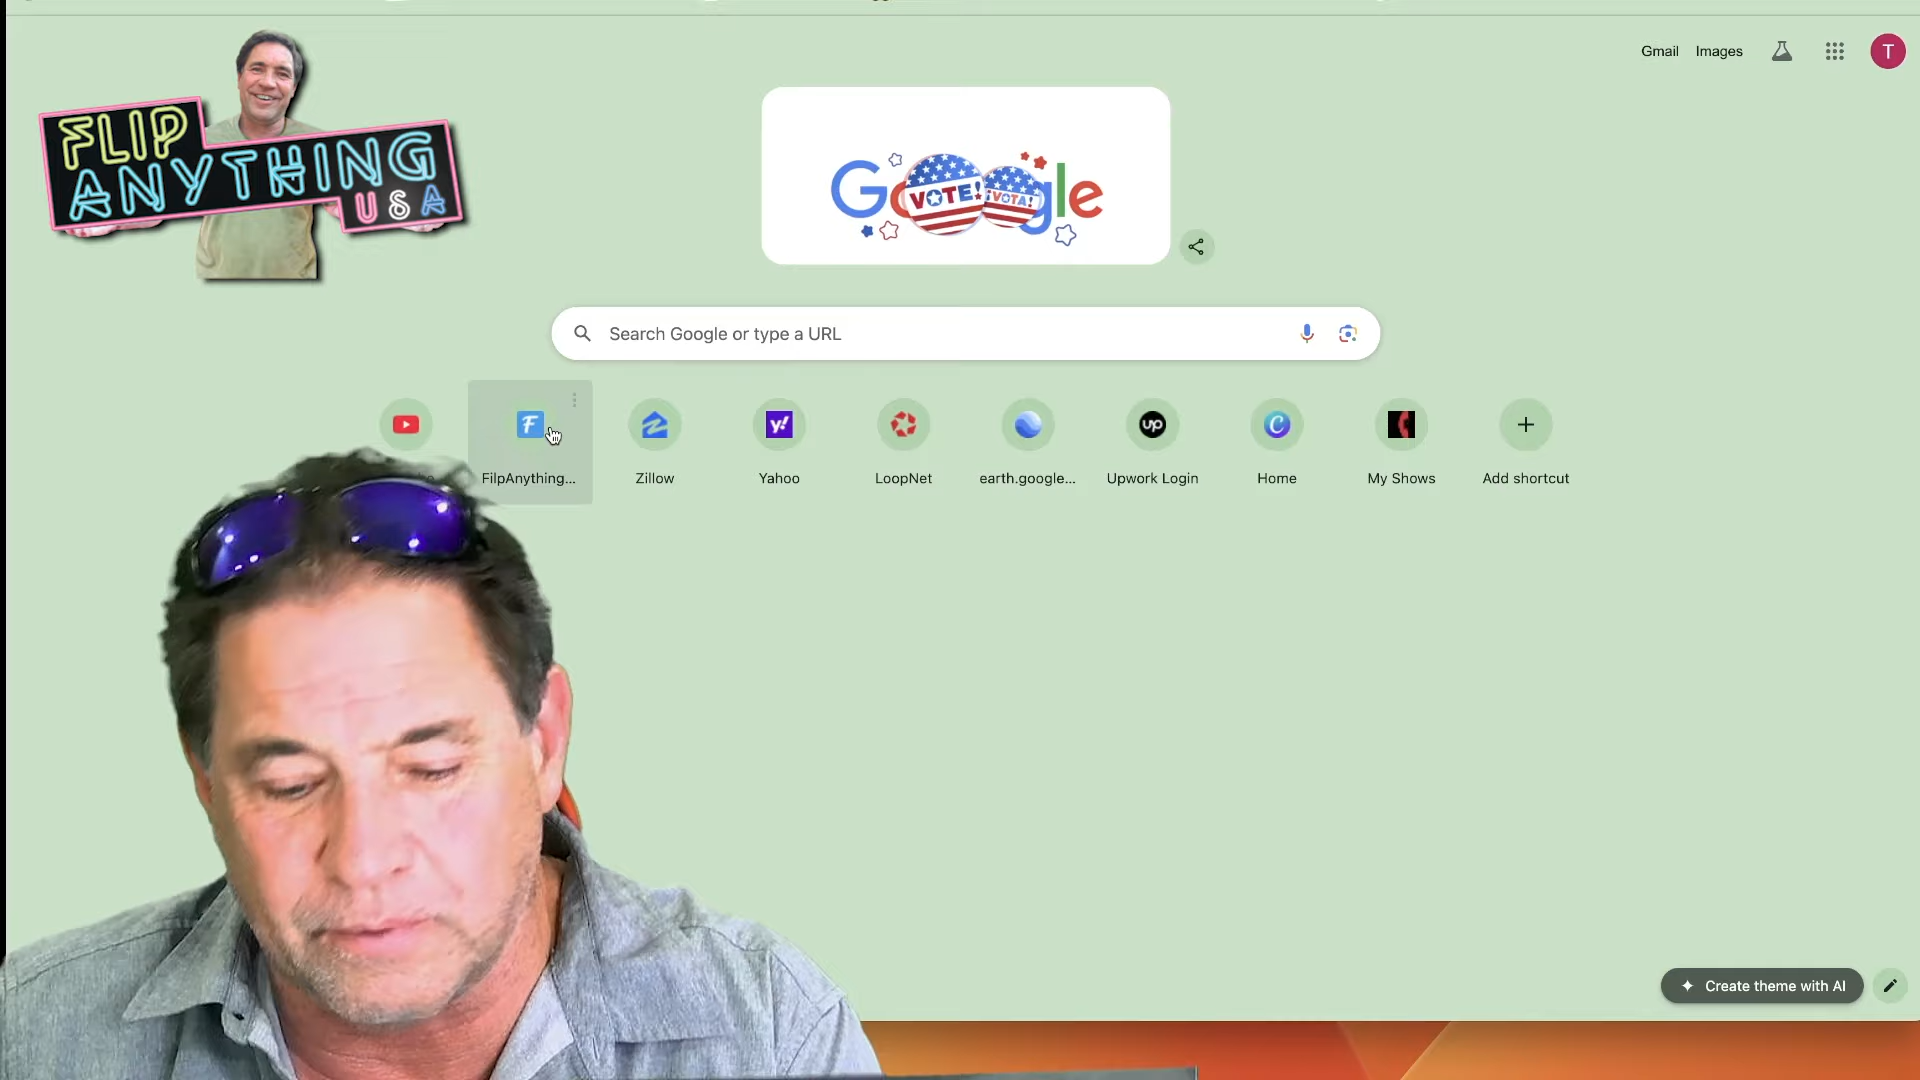 FLIP
ANYTHING
USA
Gmail Images
T
Google
VOTE!
¡VOTA!
Search Google or type a URL
FilpAnything...
Zillow
Yahoo
LoopNet
earth.google...
Upwork Login
Home
My Shows
Add shortcut
Create theme with AI